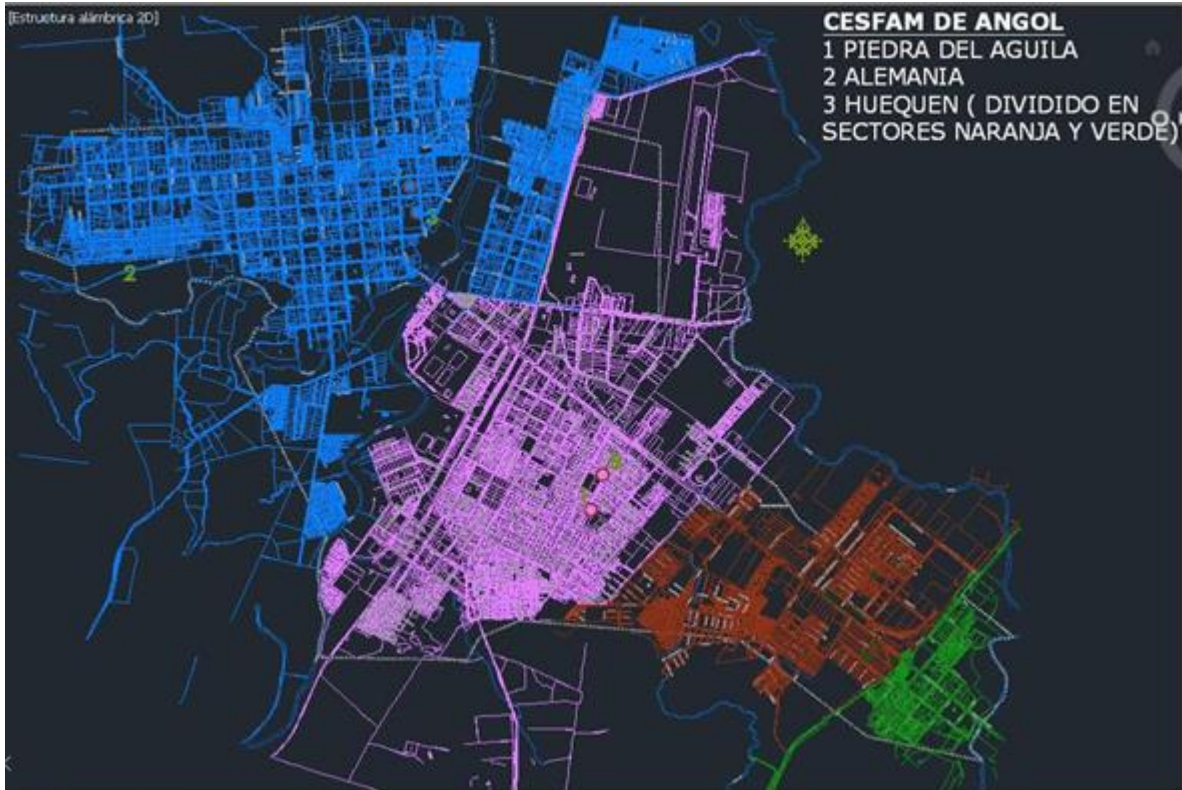 [Estructura alámbrica 2D]
CESFAM DE ANGOL
1 PIEDRA DEL AGUILA
2 ALEMANIA
3 HUEQUEN ( DIVIDIDO EN
SECTORES NARANJA Y VERDE)
3
2